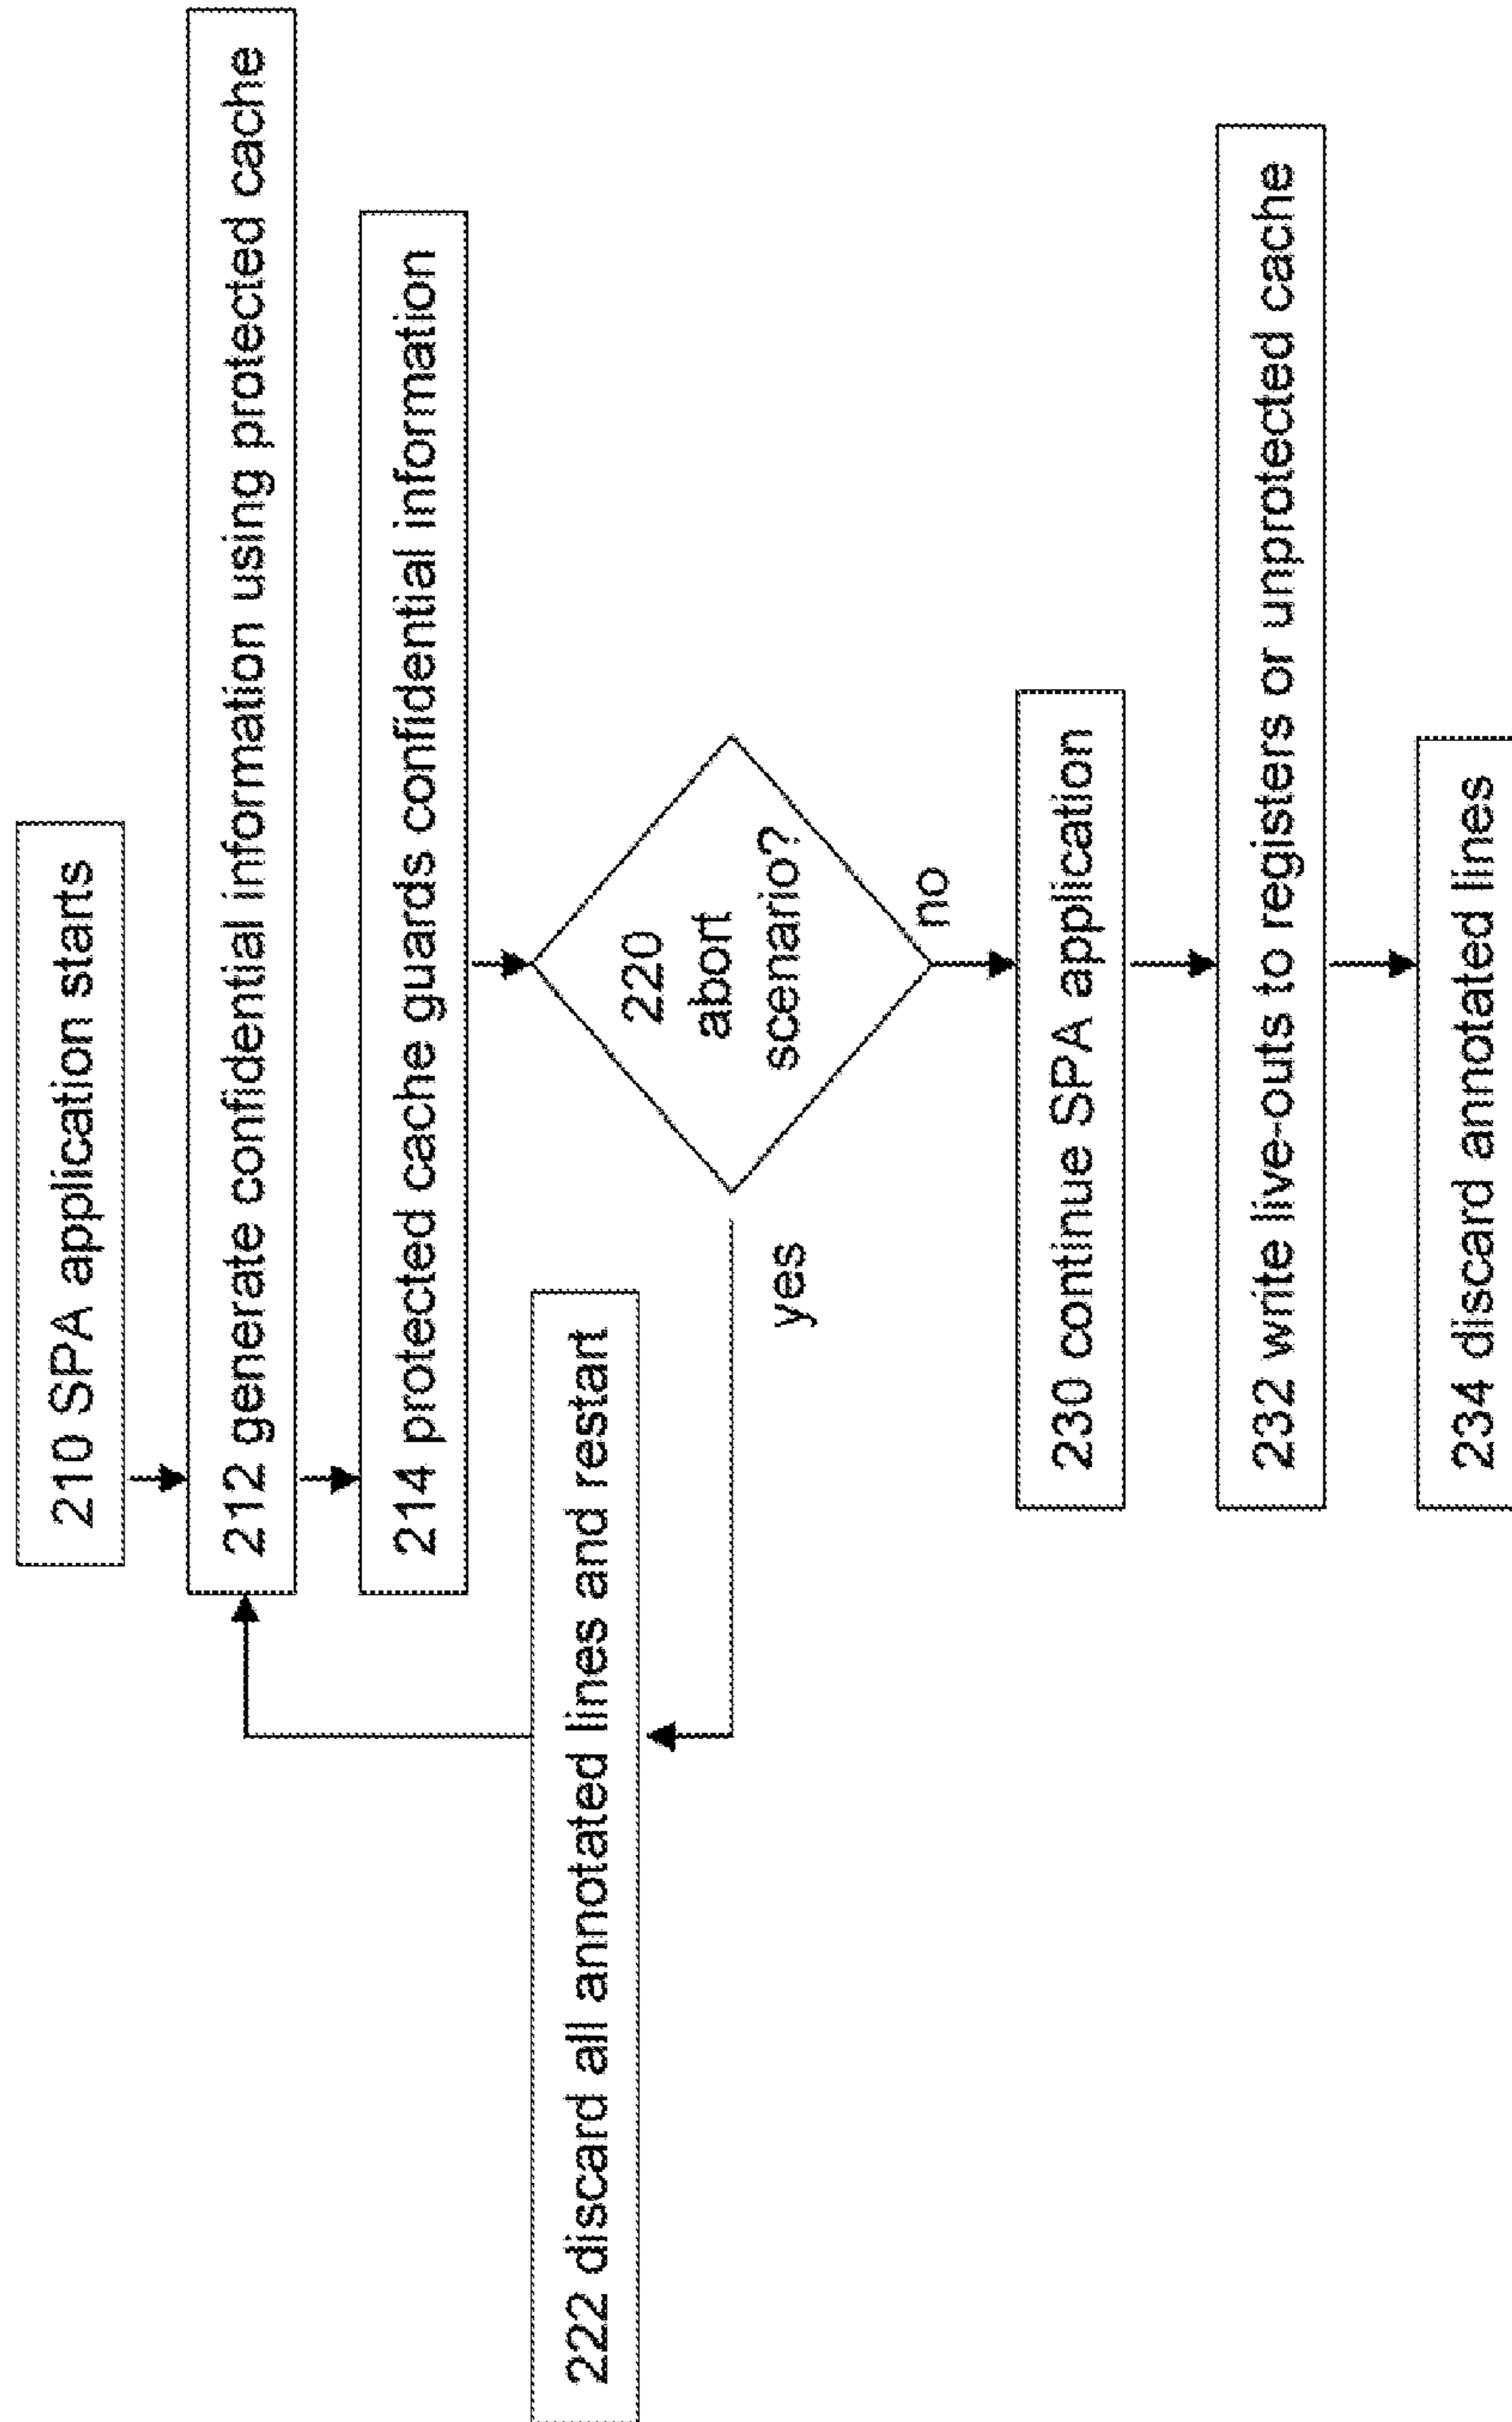 210 SPA application starts
212 generate confidential information using protected cache
214 protected cache guards confidential information
220
abort
scenario?
yes
no
222 discard all annotated lines and restart
230 continue SPA application
232 write live-outs to registers or unprotected cache
234 discard annotated lines